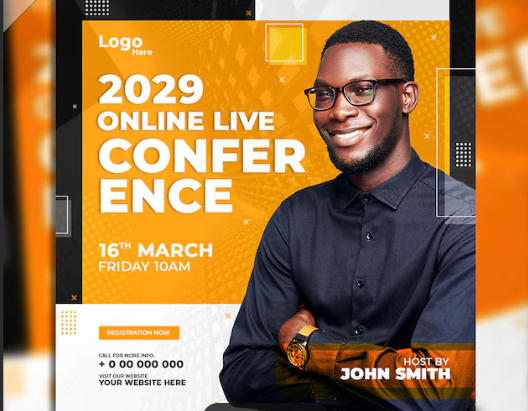 Logo
Here
2029
ONLINE LIVE
CONFER
ENCE
16TH MARCH
FRIDAY 10AM
REGISTRATION NOW
CALL FOR MORE INFO:
+ 0 00 000 000
VISIT OUR WEBSITE
YOUR WEBSITE HERE
HOST BY
JOHN SMITH